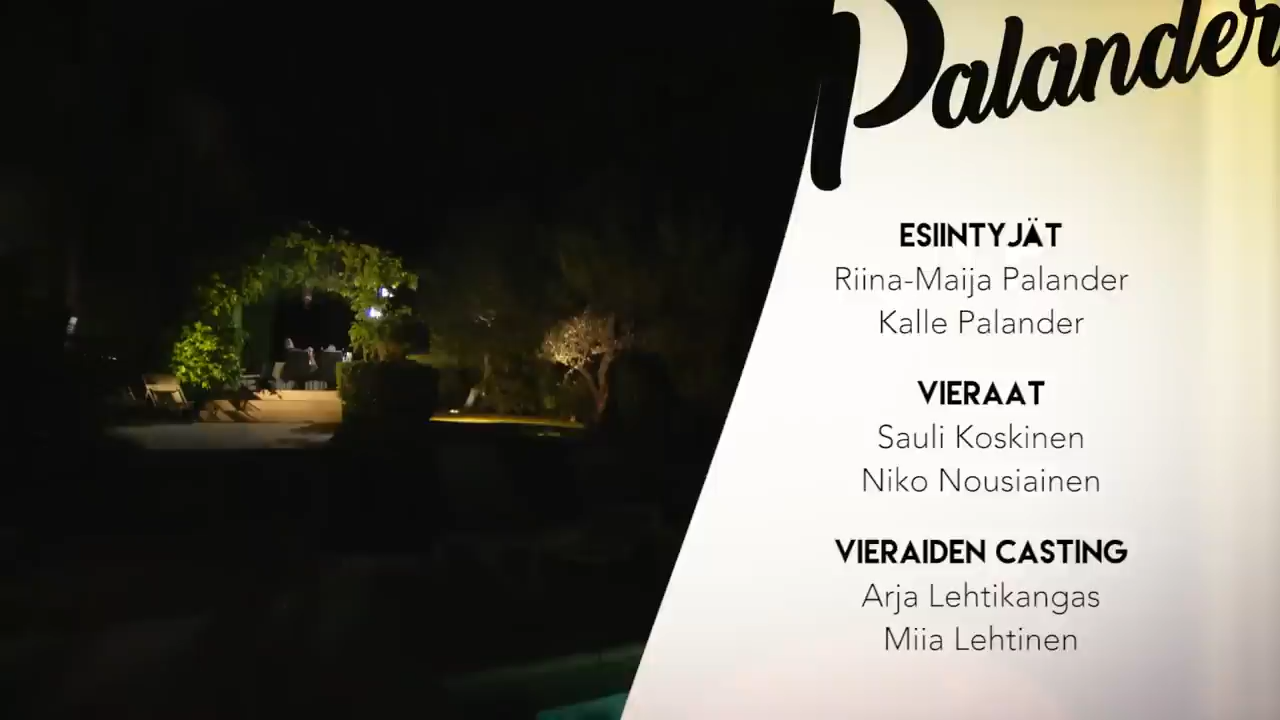 Palander
ESIINTYJÄT
Riina-Maija Palander
Kalle Palander
VIERAAT
Sauli Koskinen
Niko Nousiainen
VIERAIDEN CASTING
Arja Lehtikangas
Miia Lehtinen